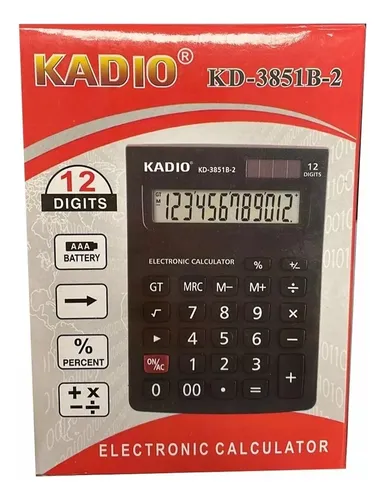 KADIO®
KD-3851B-2
12
DIGITS
AAA
BATTERY
→
%
PERCENT
+ ×
− ÷
KADIO KD-3851B-2 12
DIGITS
GT
M
123456789012
ELECTRONIC CALCULATOR % +/−
GT MRC M− M+ ÷
√ 7 8 9 ×
▶ 4 5 6 −
ON/AC 1 2 3 +
0 00 · =
ELECTRONIC CALCULATOR